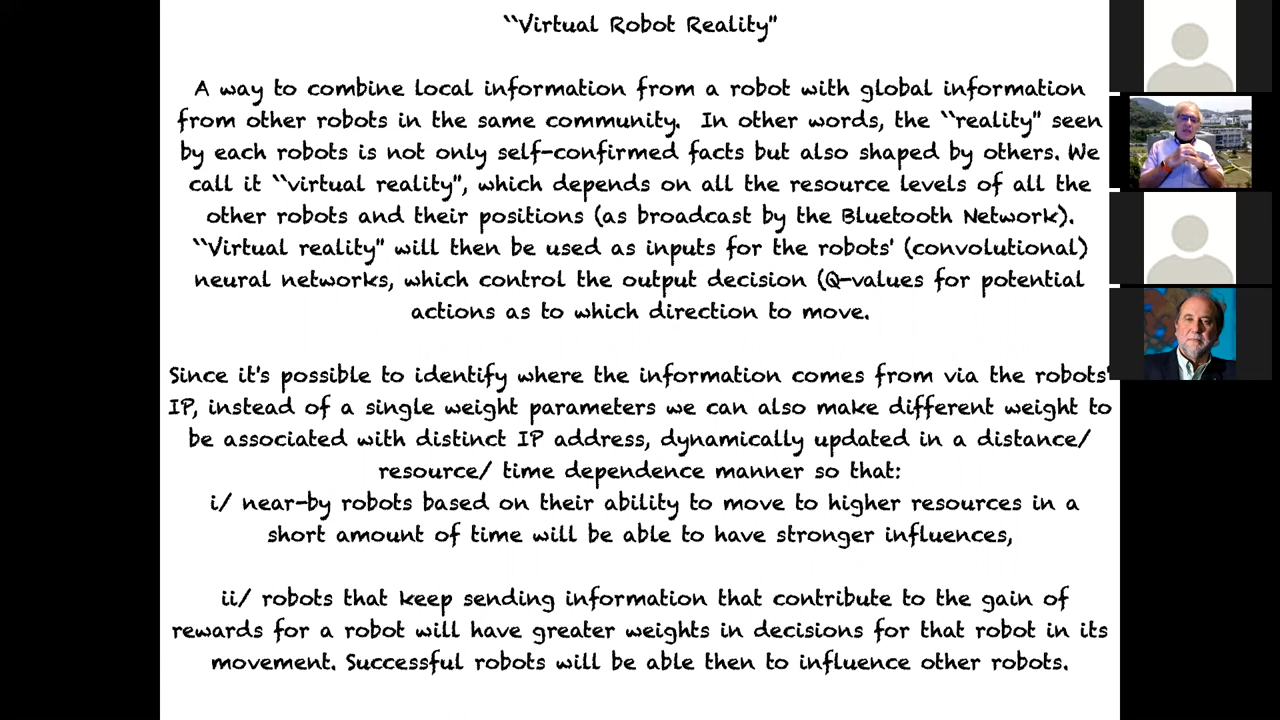 ``Virtual Robot Reality"
A way to combine local information from a robot with global information
from other robots in the same community. In other words, the ``reality" seen
by each robots is not only self-confirmed facts but also shaped by others. We
call it ``virtual reality", which depends on all the resource levels of all the
other robots and their positions (as broadcast by the Bluetooth Network).
``Virtual reality" will then be used as inputs for the robots' (convolutional)
neural networks, which control the output decision (Q-values for potential
actions as to which direction to move.
Since it's possible to identify where the information comes from via the robots'
IP, instead of a single weight parameters we can also make different weight to
be associated with distinct IP address, dynamically updated in a distance/
resource/ time dependence manner so that:
i/ near-by robots based on their ability to move to higher resources in a
short amount of time will be able to have stronger influences,
ii/ robots that keep sending information that contribute to the gain of
rewards for a robot will have greater weights in decisions for that robot in its
movement. Successful robots will be able then to influence other robots.